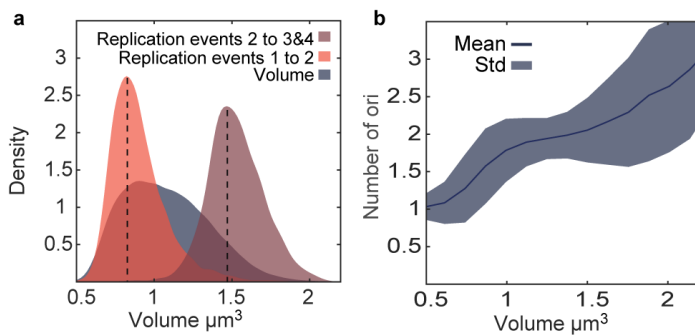 a
Replication events 2 to 3&4
Replication events 1 to 2
Volume
Density
3
2.5
2
1.5
1
0.5
0.5
1
1.5
2
Volume μm³
b
Mean
Std
Number of ori
3
2.5
2
1.5
1
0.5
0.5
1
1.5
2
Volume μm³